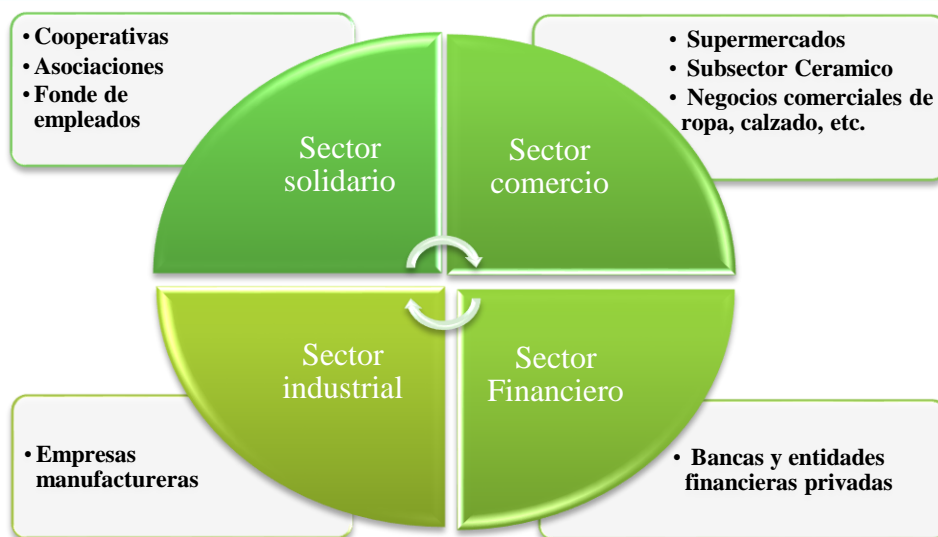 • Cooperativas
• Asociaciones
• Fonde de
empleados
• Supermercados
• Subsector Ceramico
• Negocios comerciales de
ropa, calzado, etc.
Sector
solidario
Sector
comercio
Sector
industrial
Sector
Financiero
• Empresas
manufactureras
• Bancas y entidades
financieras privadas